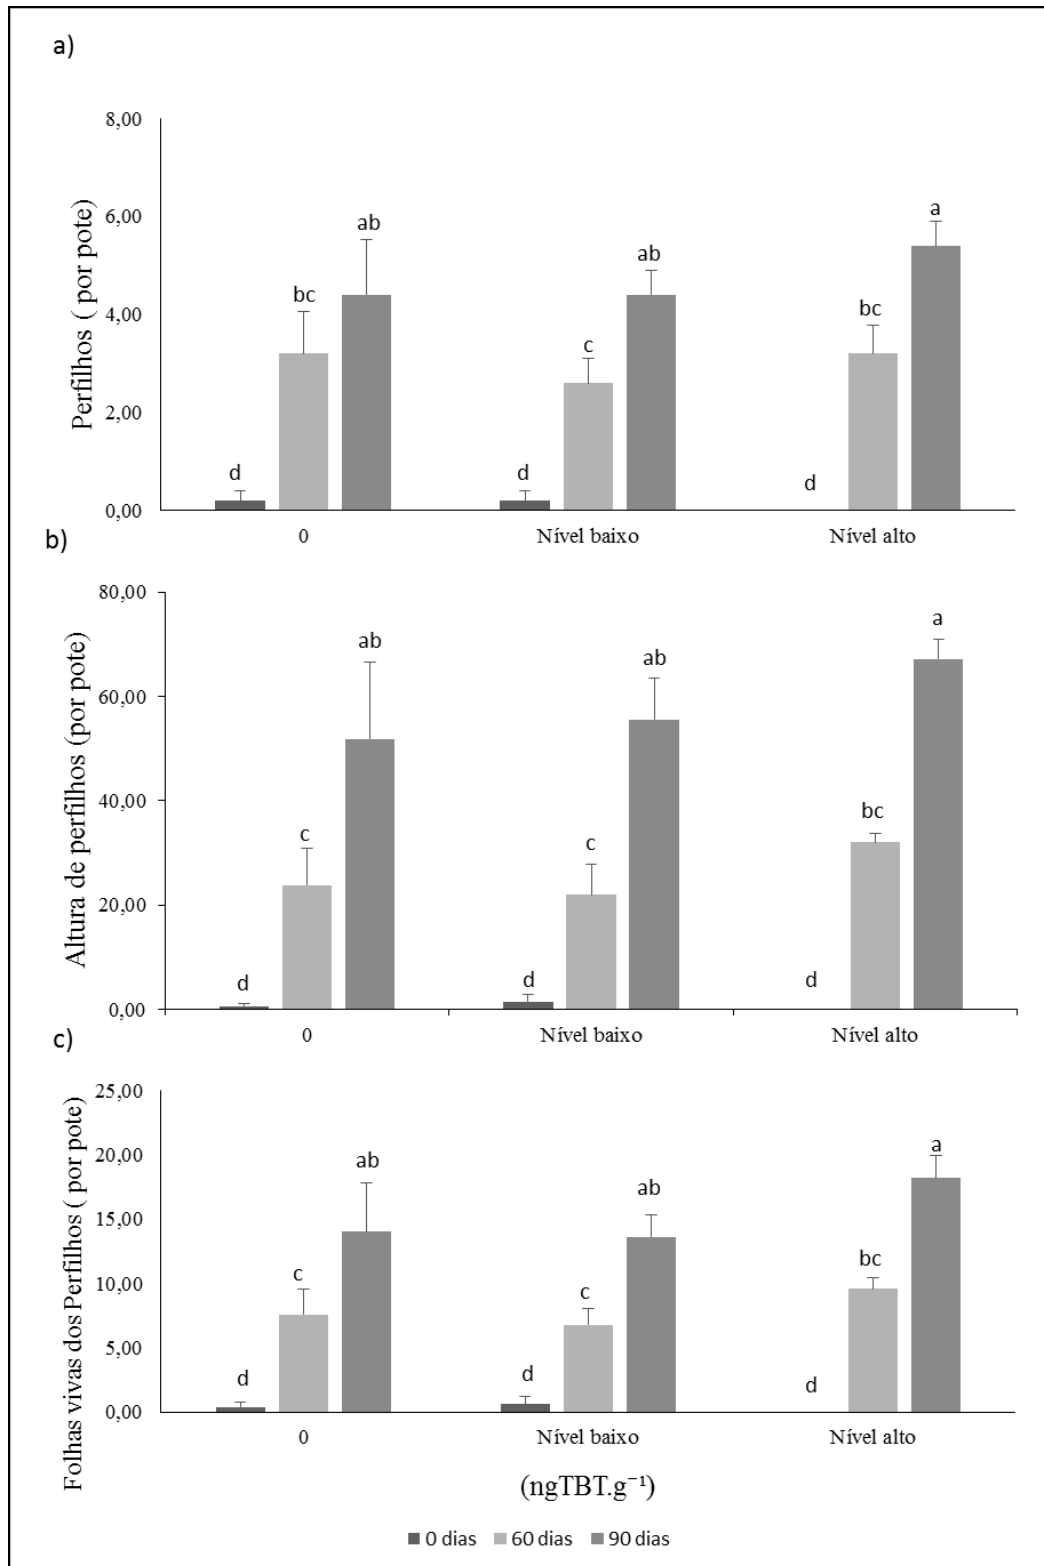 a)
8,00
6,00
4,00
2,00
0,00
Perfilhos ( por pote)
d
bc
ab
d
c
ab
d
bc
a
0
Nível baixo
Nível alto
b)
80,00
60,00
40,00
20,00
0,00
Altura de perfilhos (por pote)
d
c
ab
d
c
ab
d
bc
a
0
Nível baixo
Nível alto
c)
25,00
20,00
15,00
10,00
5,00
0,00
Folhas vivas dos Perfilhos ( por pote)
d
c
ab
d
c
ab
d
bc
a
0
Nível baixo
Nível alto
(ngTBT.g⁻¹)
0 dias 60 dias 90 dias